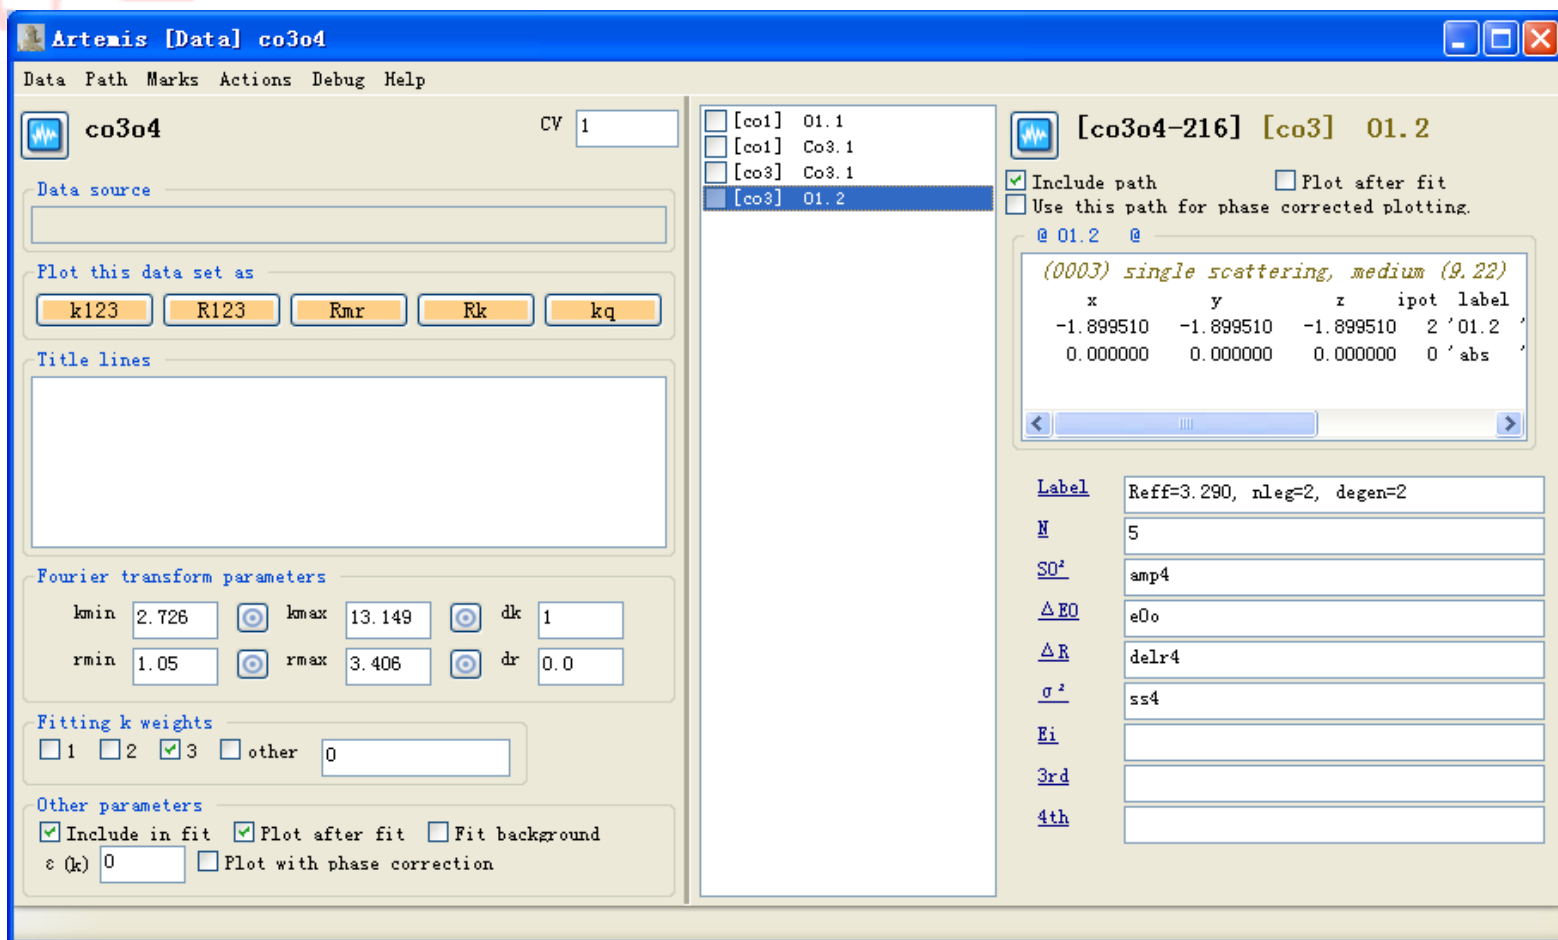 Artemis [Data] co3o4
Data Path Marks Actions Debug Help
co3o4
CV 1
Data source
Plot this data set as
k123 R123 Rmr Rk kq
Title lines
Fourier transform parameters
kmin 2.726 kmax 13.149 dk 1
rmin 1.05 rmax 3.406 dr 0.0
Fitting k weights
1 2 3 other 0
Other parameters
Include in fit Plot after fit Fit background
ε (k) 0 Plot with phase correction
[co1] O1.1
[co1] Co3.1
[co3] Co3.1
[co3] O1.2
[co3o4-216] [co3] O1.2
Include path Plot after fit
Use this path for phase corrected plotting.
@ O1.2 @
(0003) single scattering, medium (9.22)
x y z ipot label
-1.899510 -1.899510 -1.899510 2 'O1.2 '
0.000000 0.000000 0.000000 0 'abs '
Label Reff=3.290, nleg=2, degen=2
N 5
S0² amp4
ΔE0 e0o
ΔR delr4
σ² ss4
Ei
3rd
4th